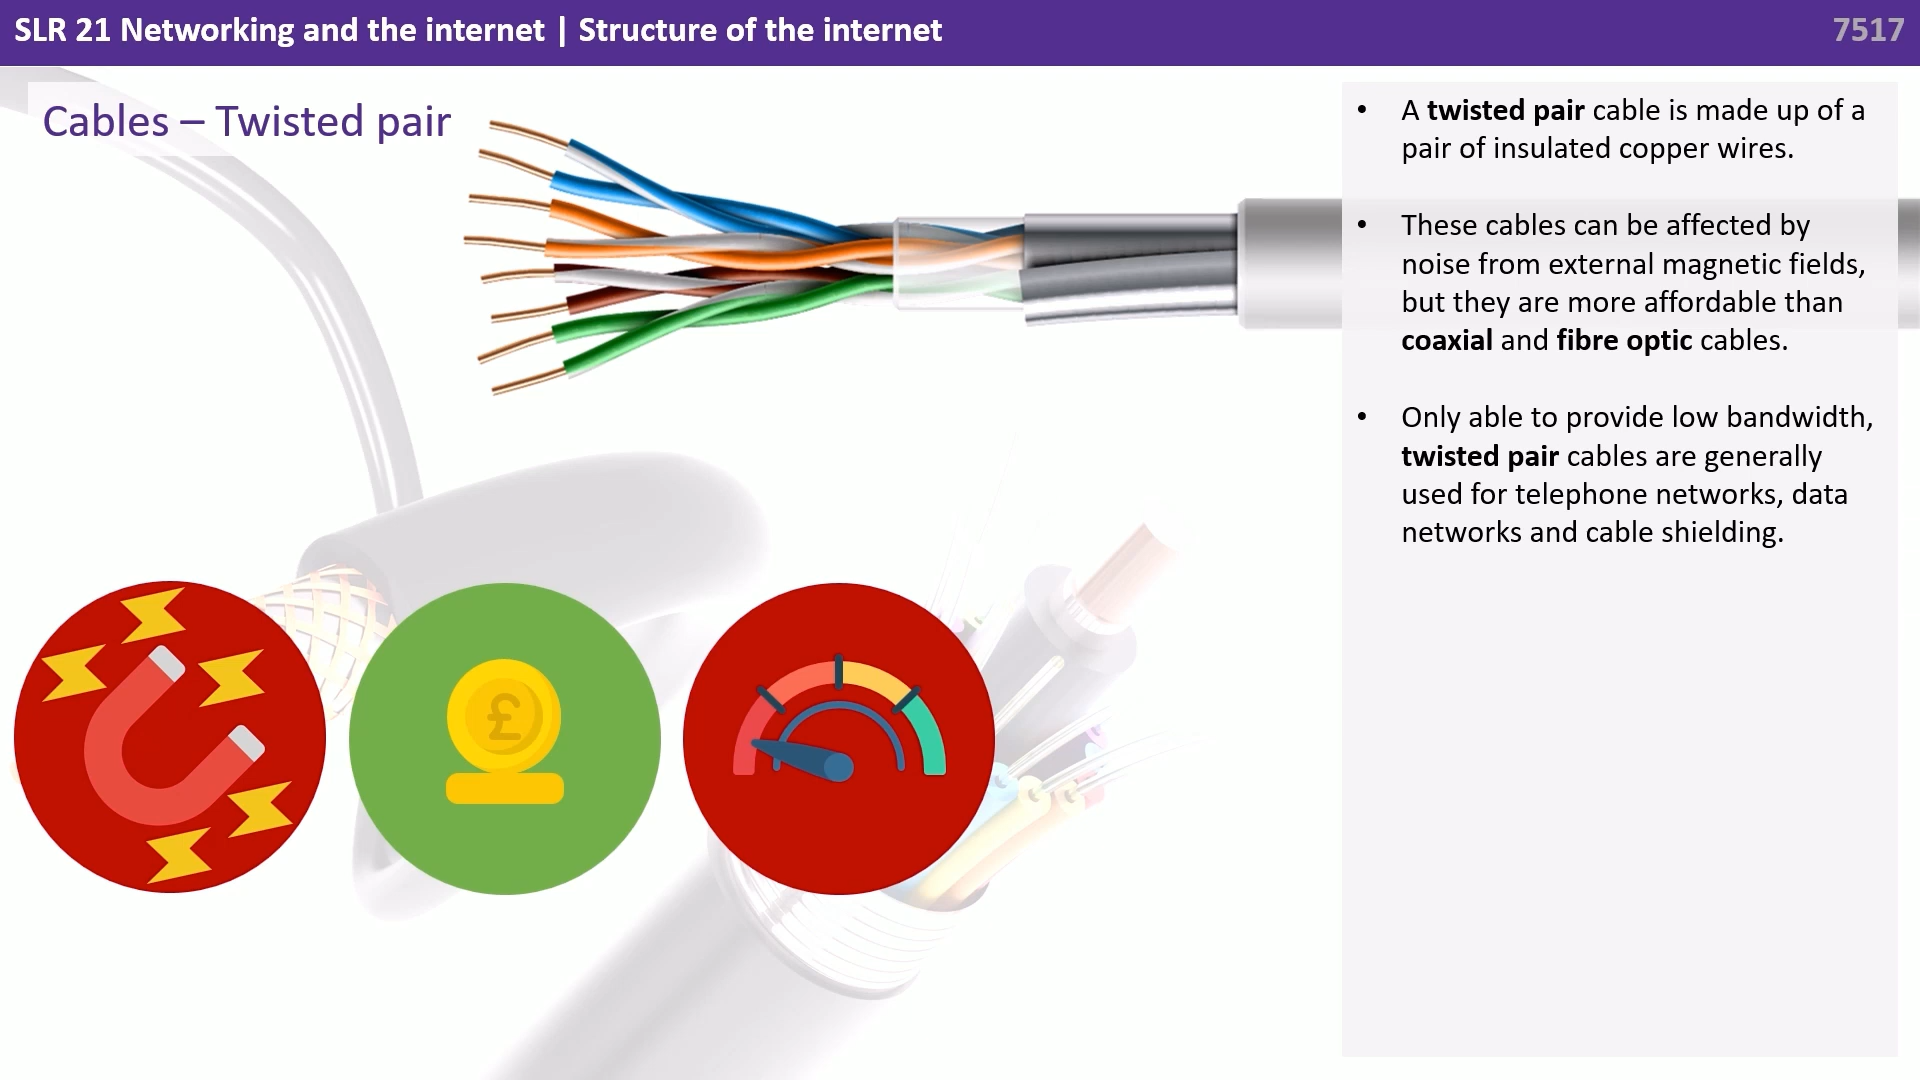 SLR 21 Networking and the internet | Structure of the internet
7517
Cables – Twisted pair
• A twisted pair cable is made up of a
pair of insulated copper wires.
• These cables can be affected by
noise from external magnetic fields,
but they are more affordable than
coaxial and fibre optic cables.
• Only able to provide low bandwidth,
twisted pair cables are generally
used for telephone networks, data
networks and cable shielding.
£